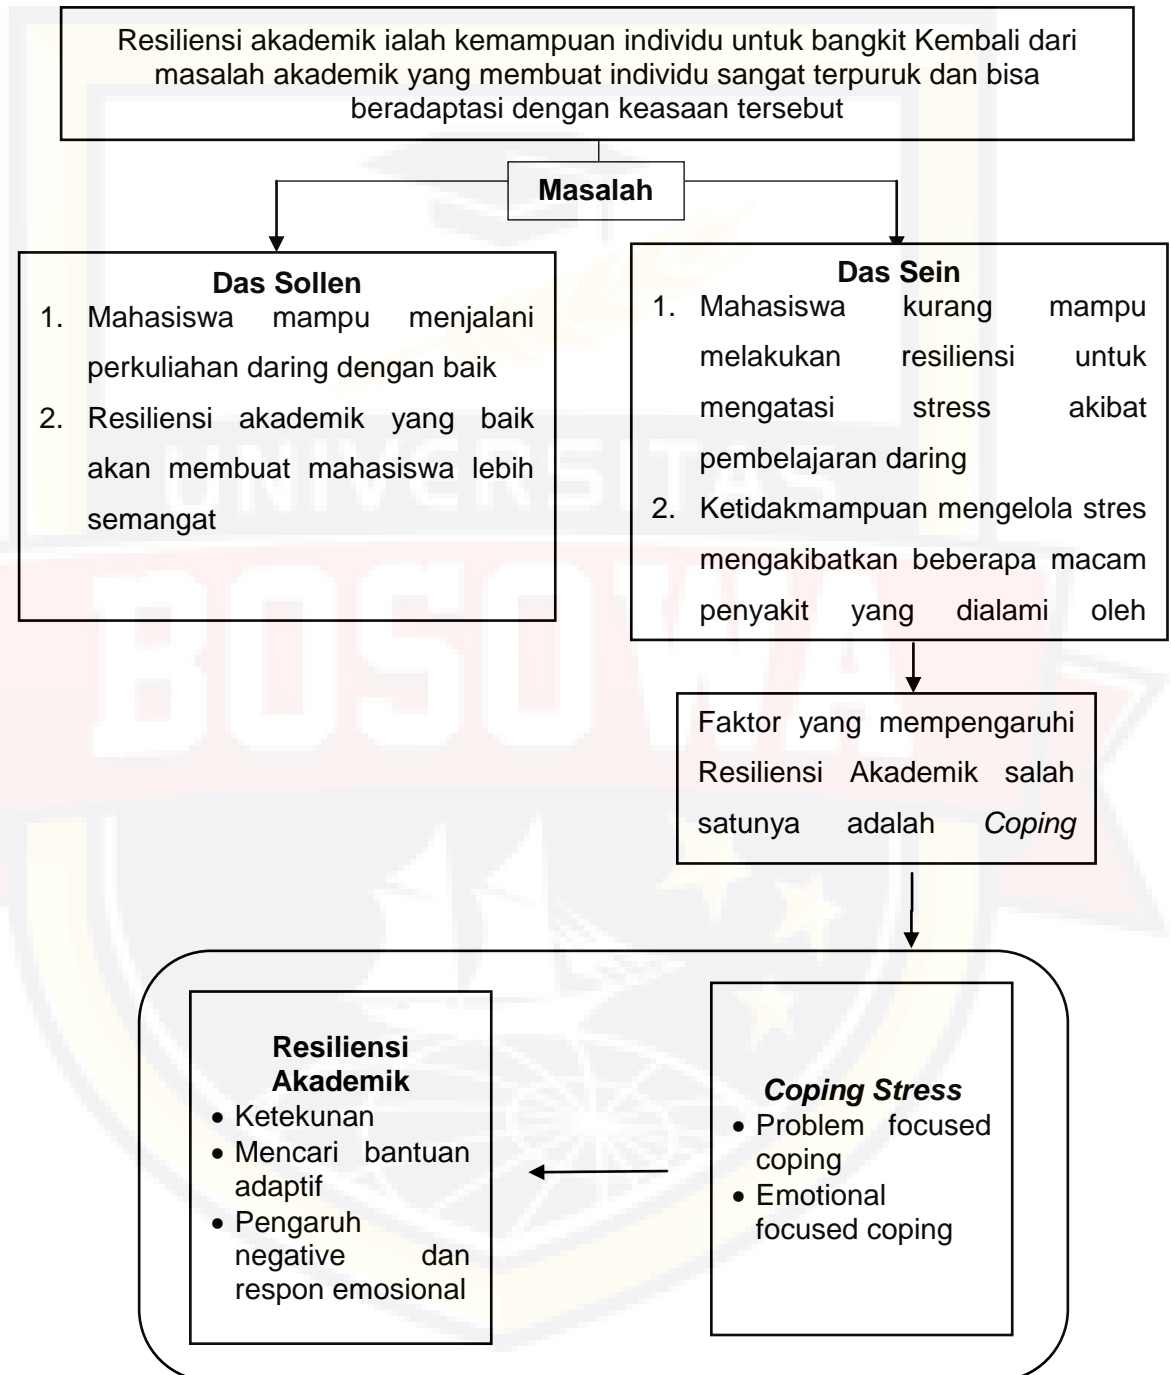 Resiliensi akademik ialah kemampuan individu untuk bangkit Kembali dari
masalah akademik yang membuat individu sangat terpuruk dan bisa
beradaptasi dengan keasaan tersebut
Masalah
Das Sollen
1. Mahasiswa mampu menjalani
perkuliahan daring dengan baik
2. Resiliensi akademik yang baik
akan membuat mahasiswa lebih
semangat
Das Sein
1. Mahasiswa kurang mampu
melakukan resiliensi untuk
mengatasi stress akibat
pembelajaran daring
2. Ketidakmampuan mengelola stres
mengakibatkan beberapa macam
penyakit yang dialami oleh
Faktor yang mempengaruhi
Resiliensi Akademik salah
satunya adalah Coping
Resiliensi
Akademik
• Ketekunan
• Mencari bantuan
adaptif
• Pengaruh
negative dan
respon emosional
Coping Stress
• Problem focused
coping
• Emotional
focused coping
UNIVERSITAS
BOSOWA